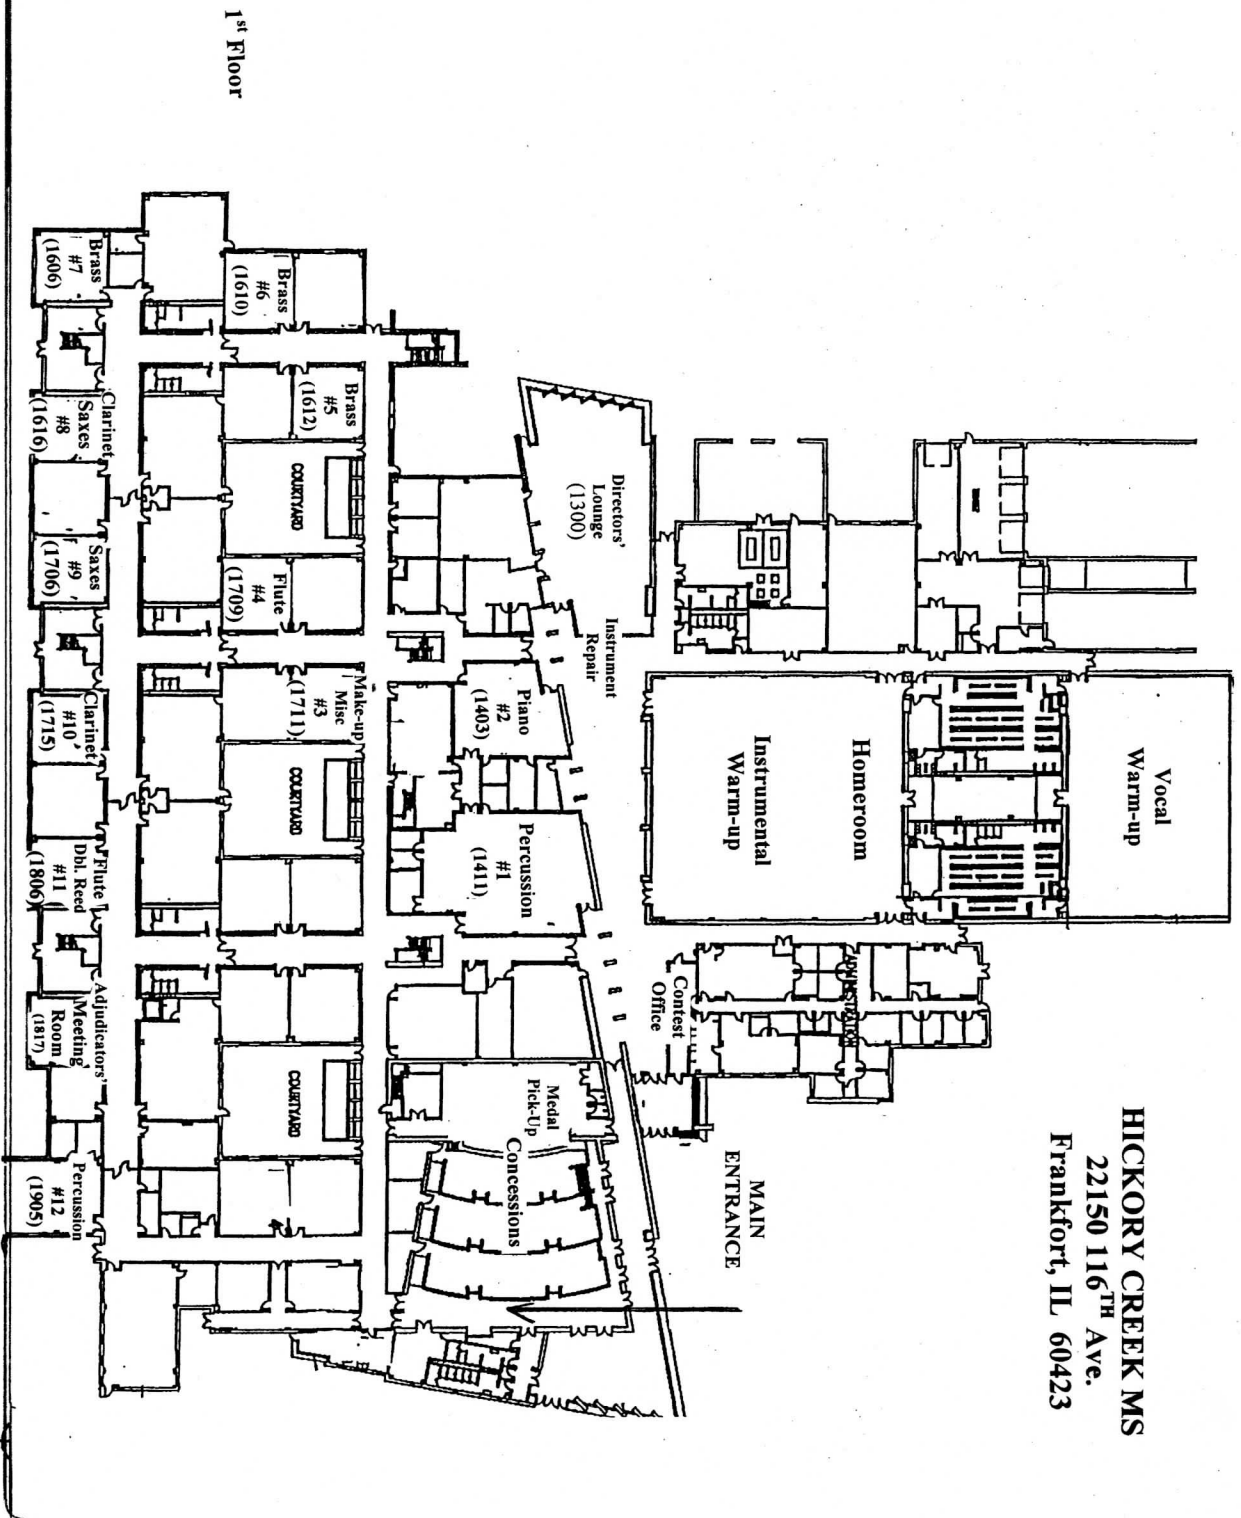 HICKORY CREEK MS
22150 116TH Ave.
Frankfort, IL 60423
1st Floor
Vocal
Warm-up
Homeroom
Instrumental
Warm-up
ADMINISTRATION
Contest
Office
MAIN
ENTRANCE
Directors'
Lounge
(1300)
Instrument
Repair
Piano
#2
(1403)
Percussion
#1
(1411)
Medal
Pick-Up
Concessions
Brass
#6
(1610)
Brass
#5
(1612)
COURTYARD
Flute
#4
(1709)
Make-up
Misc
#3
(1711)
COURTYARD
COURTYARD
Brass
#7
(1606)
Clarinet
Saxes
#8
(1616)
Saxes
#9
(1706)
Clarinet
#10
(1715)
Flute
Dbl. Reed
#11
(1806)
Adjudicators'
Meeting
Room
(1817)
Percussion
#12
(1905)